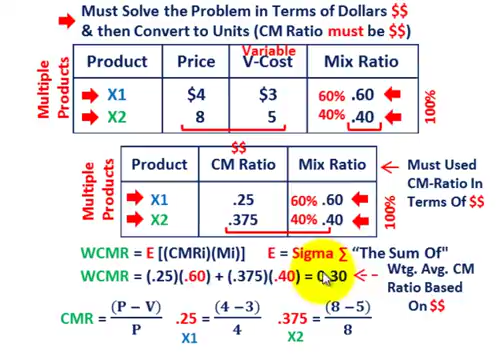 Must Solve the Problem in Terms of Dollars $$
& then Convert to Units (CM Ratio must be $$)
Multiple Products
Product Price Variable V-Cost Mix Ratio
X1 $4 $3 60% .60
X2 8 5 40% .40
100%
$$
Multiple Products
Product CM Ratio Mix Ratio
X1 .25 60% .60
X2 .375 40% .40
100%
Must Used
CM-Ratio In
Terms Of $$
WCMR = E [(CMRi)(Mi)] E = Sigma ∑ “The Sum Of"
WCMR = (.25)(.60) + (.375)(.40) = 0.30
Wtg. Avg. CM
Ratio Based
On $$
CMR = (P – V) / P .25 = (4 – 3) / 4 .375 = (8 – 5) / 8
X1 X2